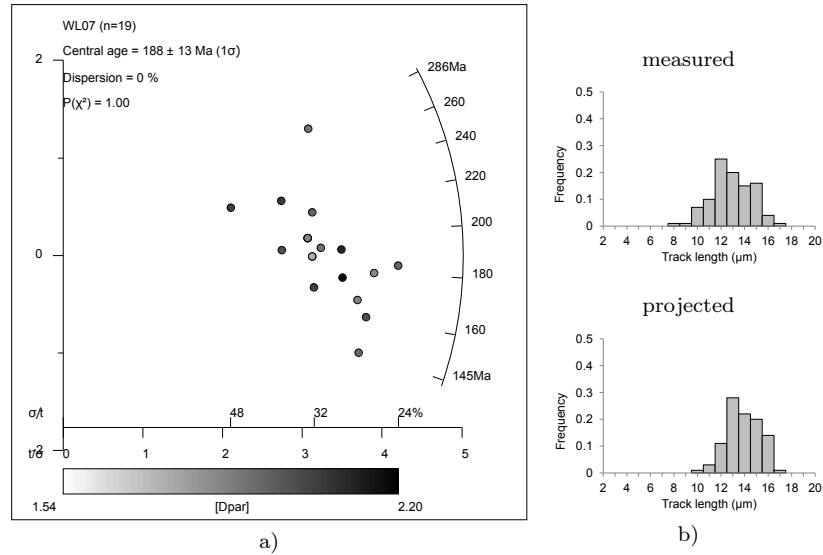 WL07 (n=19)
Central age = 188 ± 13 Ma (1σ)
Dispersion = 0 %
P(χ²) = 1.00
2
0
-2
286Ma
260
240
220
200
180
160
145Ma
σ/t
48
32
24%
t/σ
0
1
2
3
4
5
1.54
[Dpar]
2.20
a)
measured
0.5
0.4
0.3
0.2
0.1
0
Frequency
2 4 6 8 10 12 14 16 18 20
Track length (μm)
projected
0.5
0.4
0.3
0.2
0.1
0
Frequency
2 4 6 8 10 12 14 16 18 20
Track length (μm)
b)